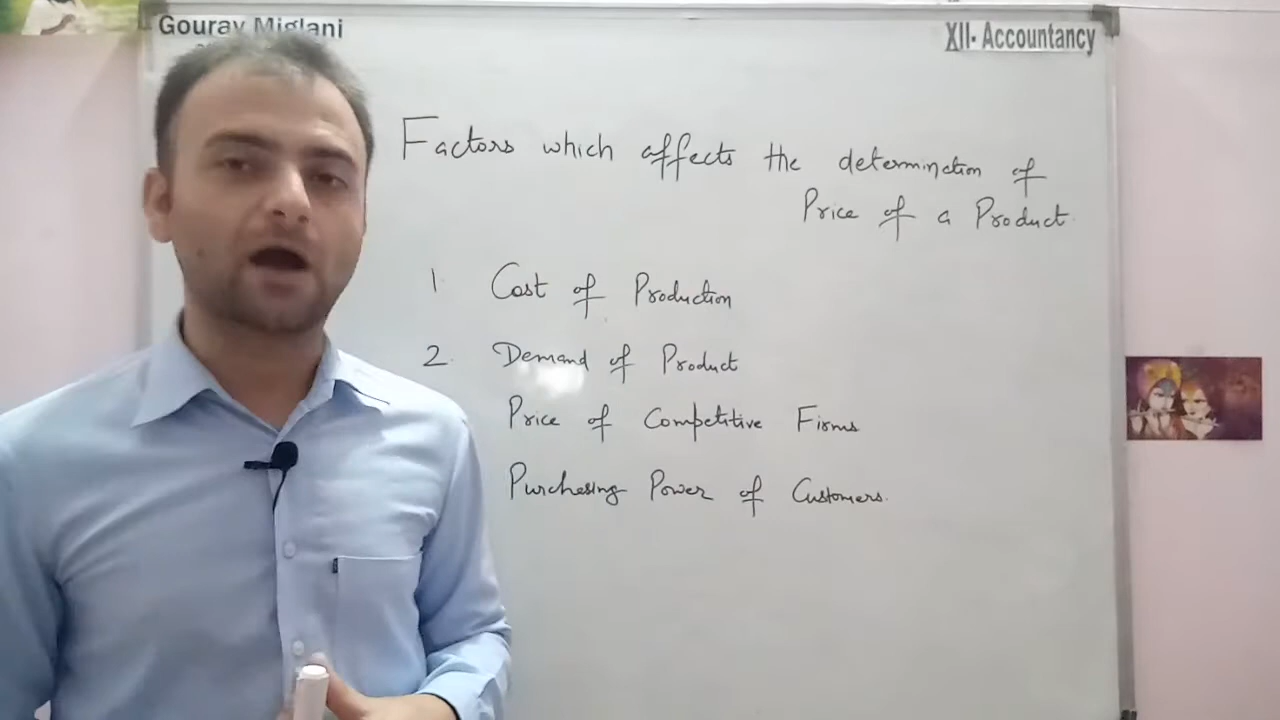 Gourav Miglani
XII- Accountancy
Factors which affects the determination of
Price of a Product.
1 Cost of Production
2. Demand of Product
Price of Competitive Firms
Purchasing Power of Customers.